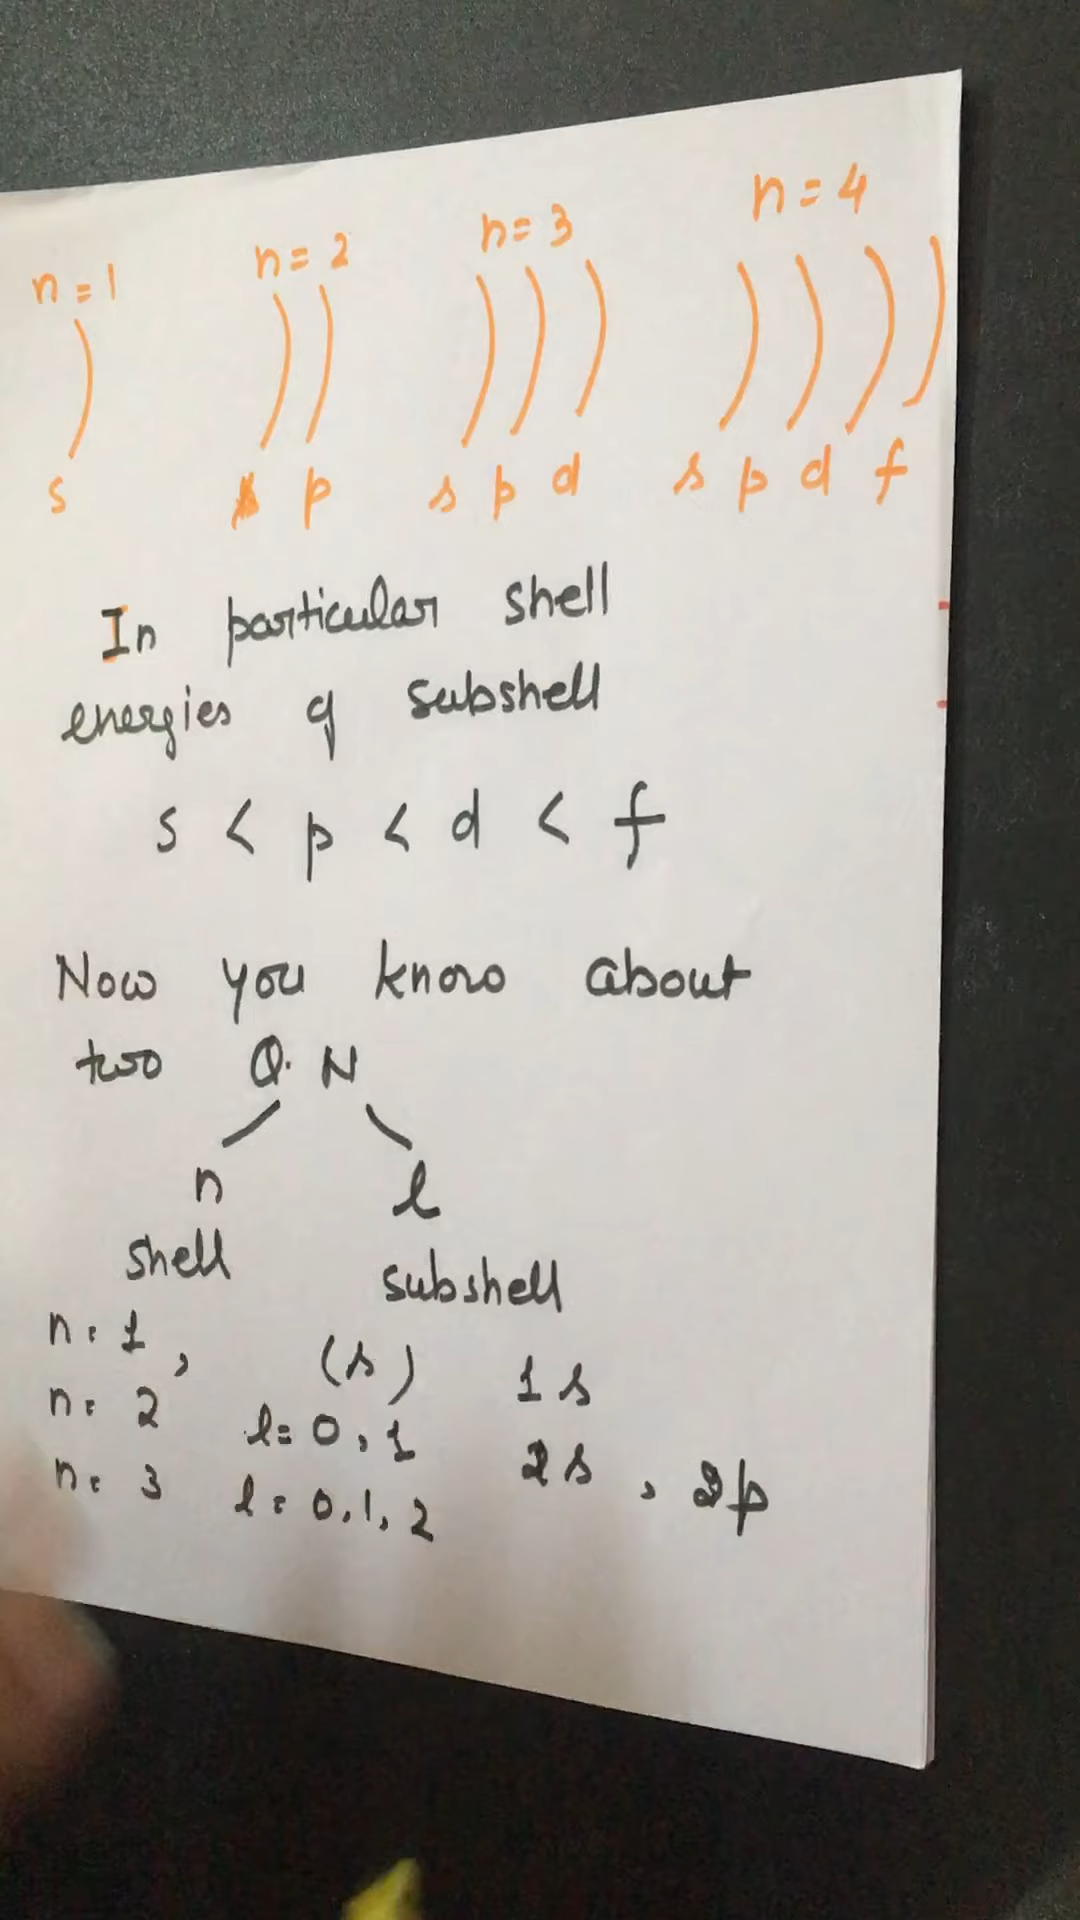 n=1 n=2 n=3 n=4
s s p s p d s p d f
In particular shell
energies of subshell
s < p < d < f
Now you know about
two Q.N
n l
shell subshell
n=1, (s) 1s
n=2 l=0,1 2s, 2p
n=3 l=0,1,2